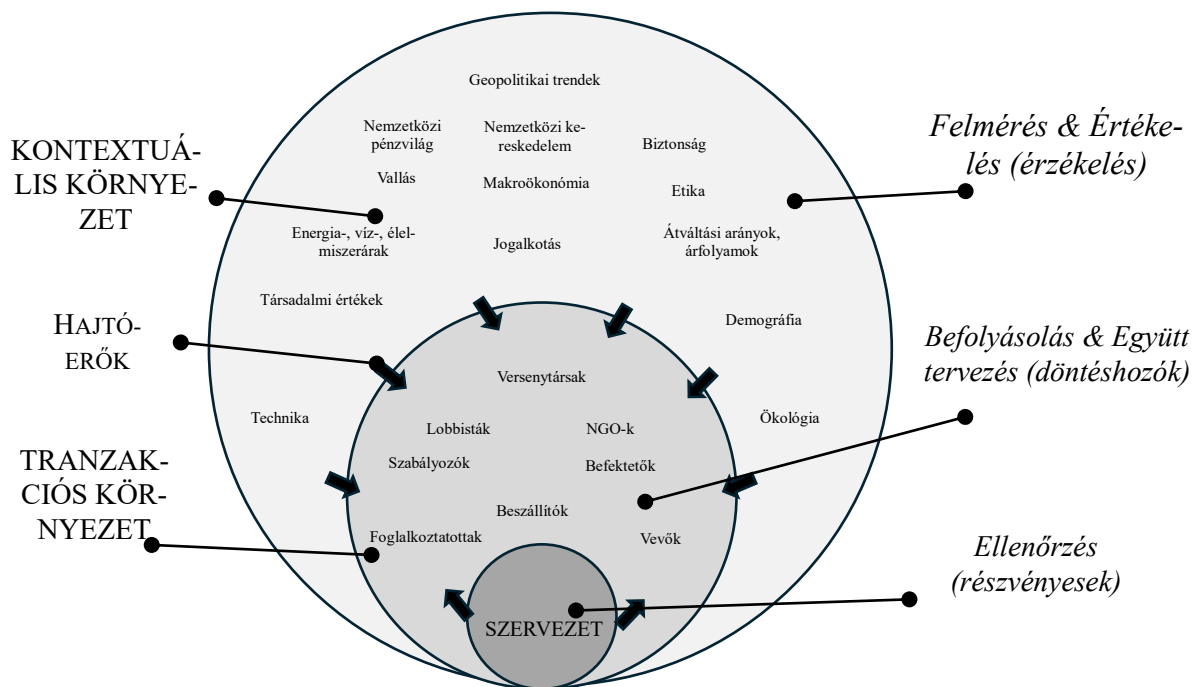 Geopolitikai trendek
Nemzetközi
pénzvilág
Nemzetközi ke-
reskedelem
Biztonság
Vallás
Makroökonómia
Etika
Energia-, víz-, élel-
miszerárak
Jogalkotás
Átváltási arányok,
árfolyamok
Társadalmi értékek
Demográfia
Technika
Ökológia
Versenytársak
Lobbisták
NGO-k
Szabályozók
Befektetők
Beszállítók
Foglalkoztatottak
Vevők
SZERVEZET
KONTEXTUÁ-
LIS KÖRNYE-
ZET
HAJTÓ-
ERŐK
TRANZAK-
CIÓS KÖR-
NYEZET
Felmérés & Értéke-
lés (érzékelés)
Befolyásolás & Együtt
tervezés (döntéshozók)
Ellenőrzés
(részvényesek)